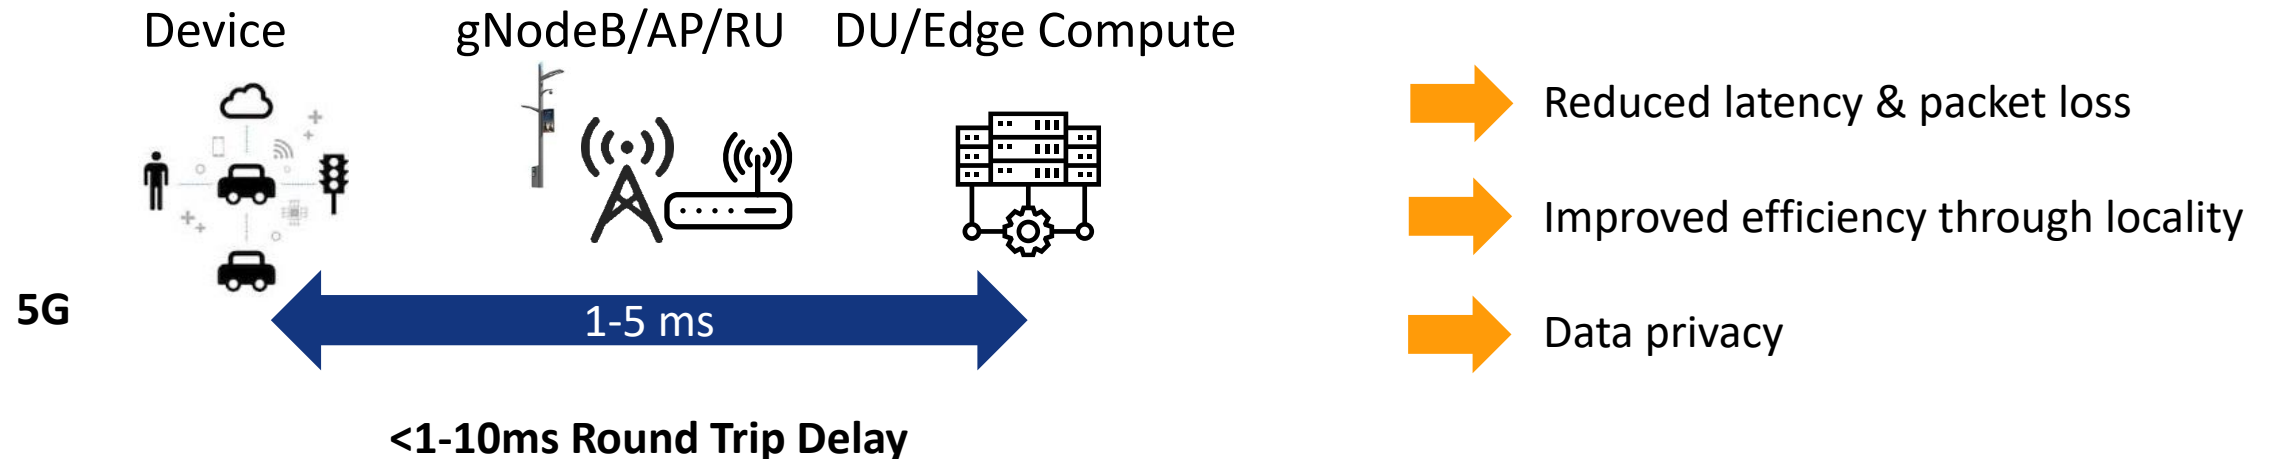 Device
gNodeB/AP/RU
DU/Edge Compute
Reduced latency & packet loss
Improved efficiency through locality
5G
1-5 ms
Data privacy
<1-10ms Round Trip Delay